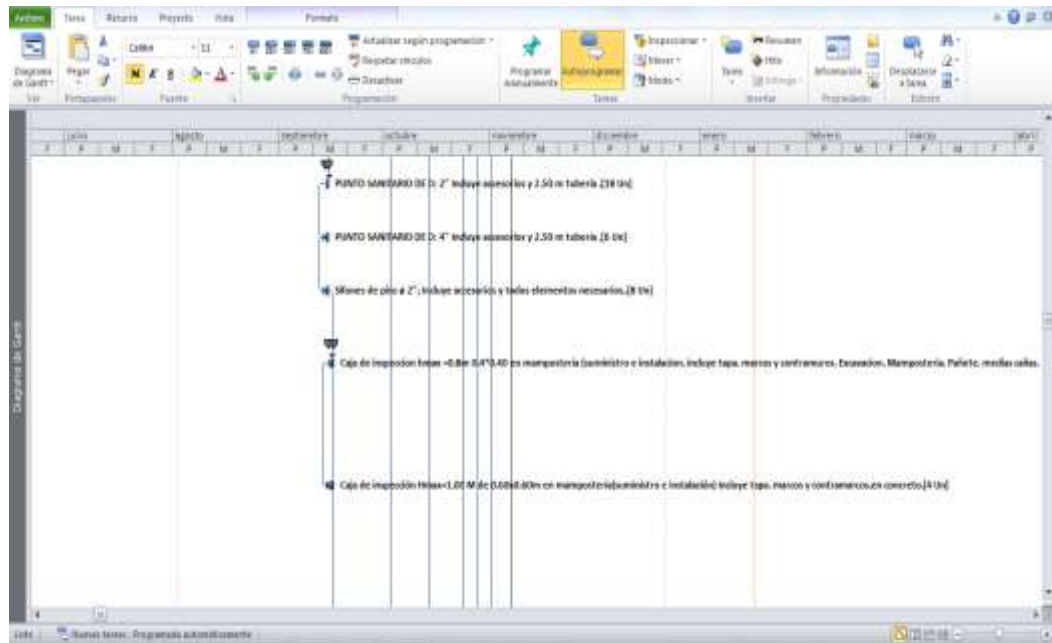 Archivo Tarea Recurso Proyecto Vista Formato
Diagrama de Gantt
Pegar
Calibri 11
N K S
Actualizar según programación
Respetar vínculos
Desactivar
Programar manualmente
Autoprogramar
Inspeccionar
Mover
Modo
Tarea
Resumen
Hito
Entrega
Información
Desplazarse a tarea
Ver Portapapeles Fuente Programación Tareas Insertar Propiedades Edición
julio agosto septiembre octubre noviembre diciembre enero febrero marzo abril
PUNTO SANITARIO DE D: 2" Incluye accesorios y 2.50 m tubería .[18 Un]
PUNTO SANITARIO DE D: 4" Incluye accesorios y 2.50 m tubería .[6 Un]
Sifones de piso ø 2"; Incluye accesorios y todos elementos necesarios.[8 Un]
Caja de inspeccion hmax =0.8m 0.4*0.40 en mampostería (suministro e instalacion, incluye tapa, marcos y contramarcos, Excavacion, Mampostería, Pañete, medias cañas,
Caja de inspección Hmax=1.00 M de 0.60x0.60m en mampostería(suministro e instalación) Incluye tapa, marcos y contramarcos,en concreto.[4 Un]
Diagrama de Gantt
Listo Nuevas tareas : Programada automáticamente